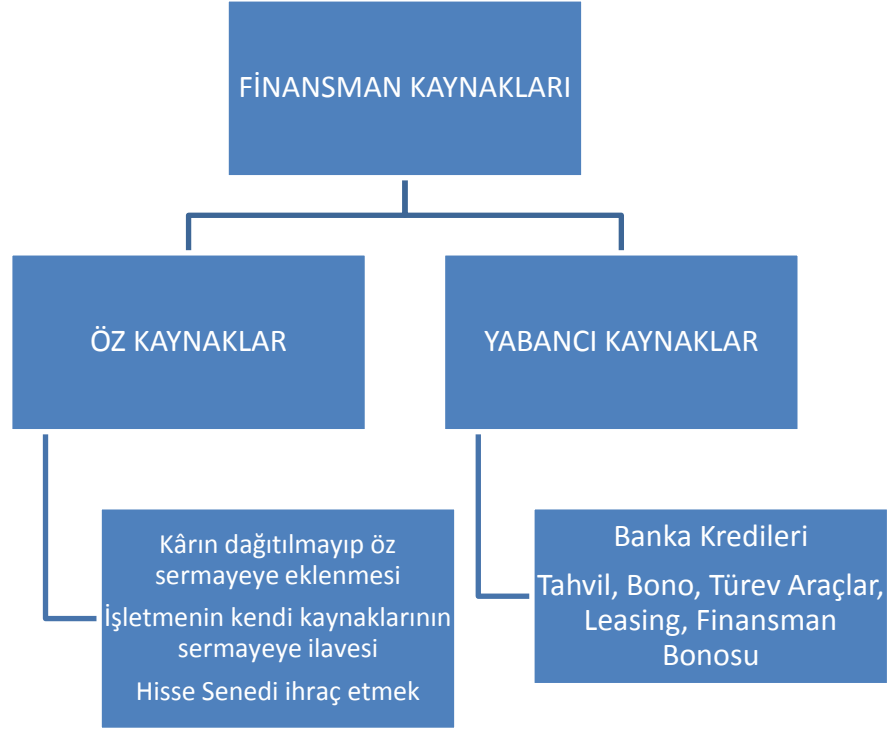 FİNANSMAN KAYNAKLARI
ÖZ KAYNAKLAR
YABANCI KAYNAKLAR
Kârın dağıtılmayıp öz
sermayeye eklenmesi
İşletmenin kendi kaynaklarının
sermayeye ilavesi
Hisse Senedi ihraç etmek
Banka Kredileri
Tahvil, Bono, Türev Araçlar,
Leasing, Finansman
Bonosu